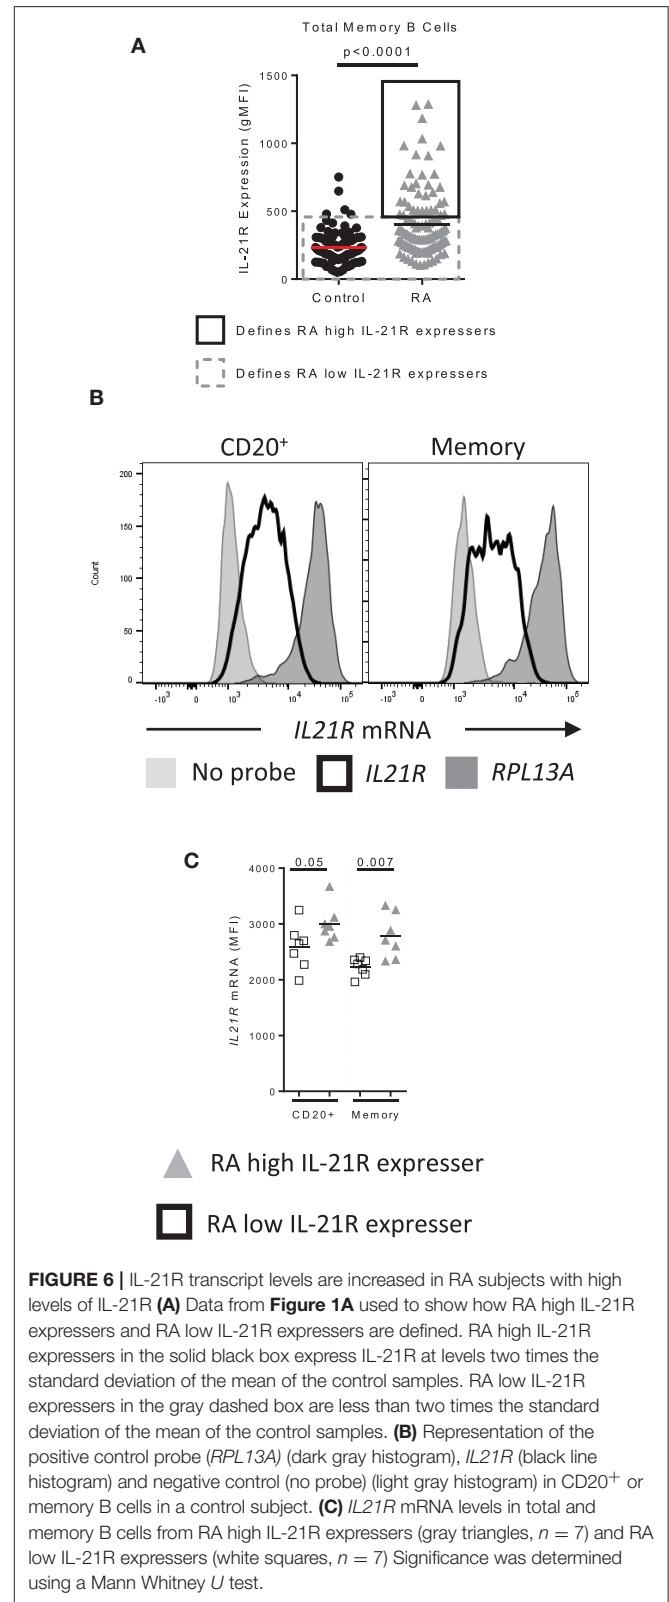 A
Total Memory B Cells
p<0.0001
IL-21R Expression (gMFI)
1500
1000
500
0
Control RA
Defines RA high IL-21R expressers
Defines RA low IL-21R expressers
B
CD20⁺ Memory
Count
200
150
100
50
0
-10³ 0 10³ 10⁴ 10⁵ -10³ 0 10³ 10⁴ 10⁵
IL21R mRNA
No probe IL21R RPL13A
C
0.05 0.007
IL21R mRNA (MFI)
4000
3000
2000
1000
0
CD20+ Memory
RA high IL-21R expresser
RA low IL-21R expresser
FIGURE 6 | IL-21R transcript levels are increased in RA subjects with high
levels of IL-21R (A) Data from Figure 1A used to show how RA high IL-21R
expressers and RA low IL-21R expressers are defined. RA high IL-21R
expressers in the solid black box express IL-21R at levels two times the
standard deviation of the mean of the control samples. RA low IL-21R
expressers in the gray dashed box are less than two times the standard
deviation of the mean of the control samples. (B) Representation of the
positive control probe (RPL13A) (dark gray histogram), IL21R (black line
histogram) and negative control (no probe) (light gray histogram) in CD20⁺ or
memory B cells in a control subject. (C) IL21R mRNA levels in total and
memory B cells from RA high IL-21R expressers (gray triangles, n = 7) and RA
low IL-21R expressers (white squares, n = 7) Significance was determined
using a Mann Whitney U test.